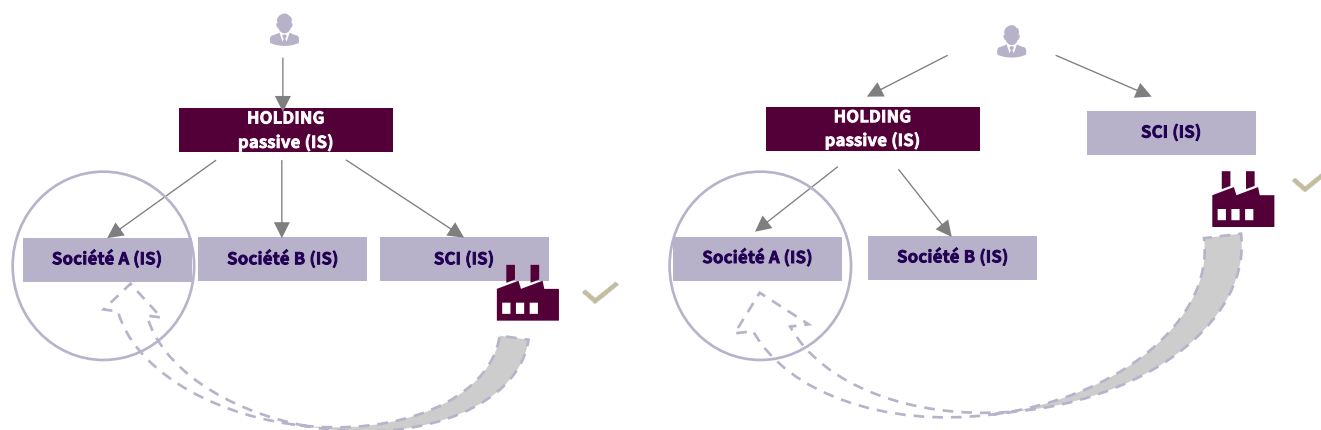 HOLDING
passive (IS)
Société A (IS)
Société B (IS)
SCI (IS)
HOLDING
passive (IS)
SCI (IS)
Société A (IS)
Société B (IS)